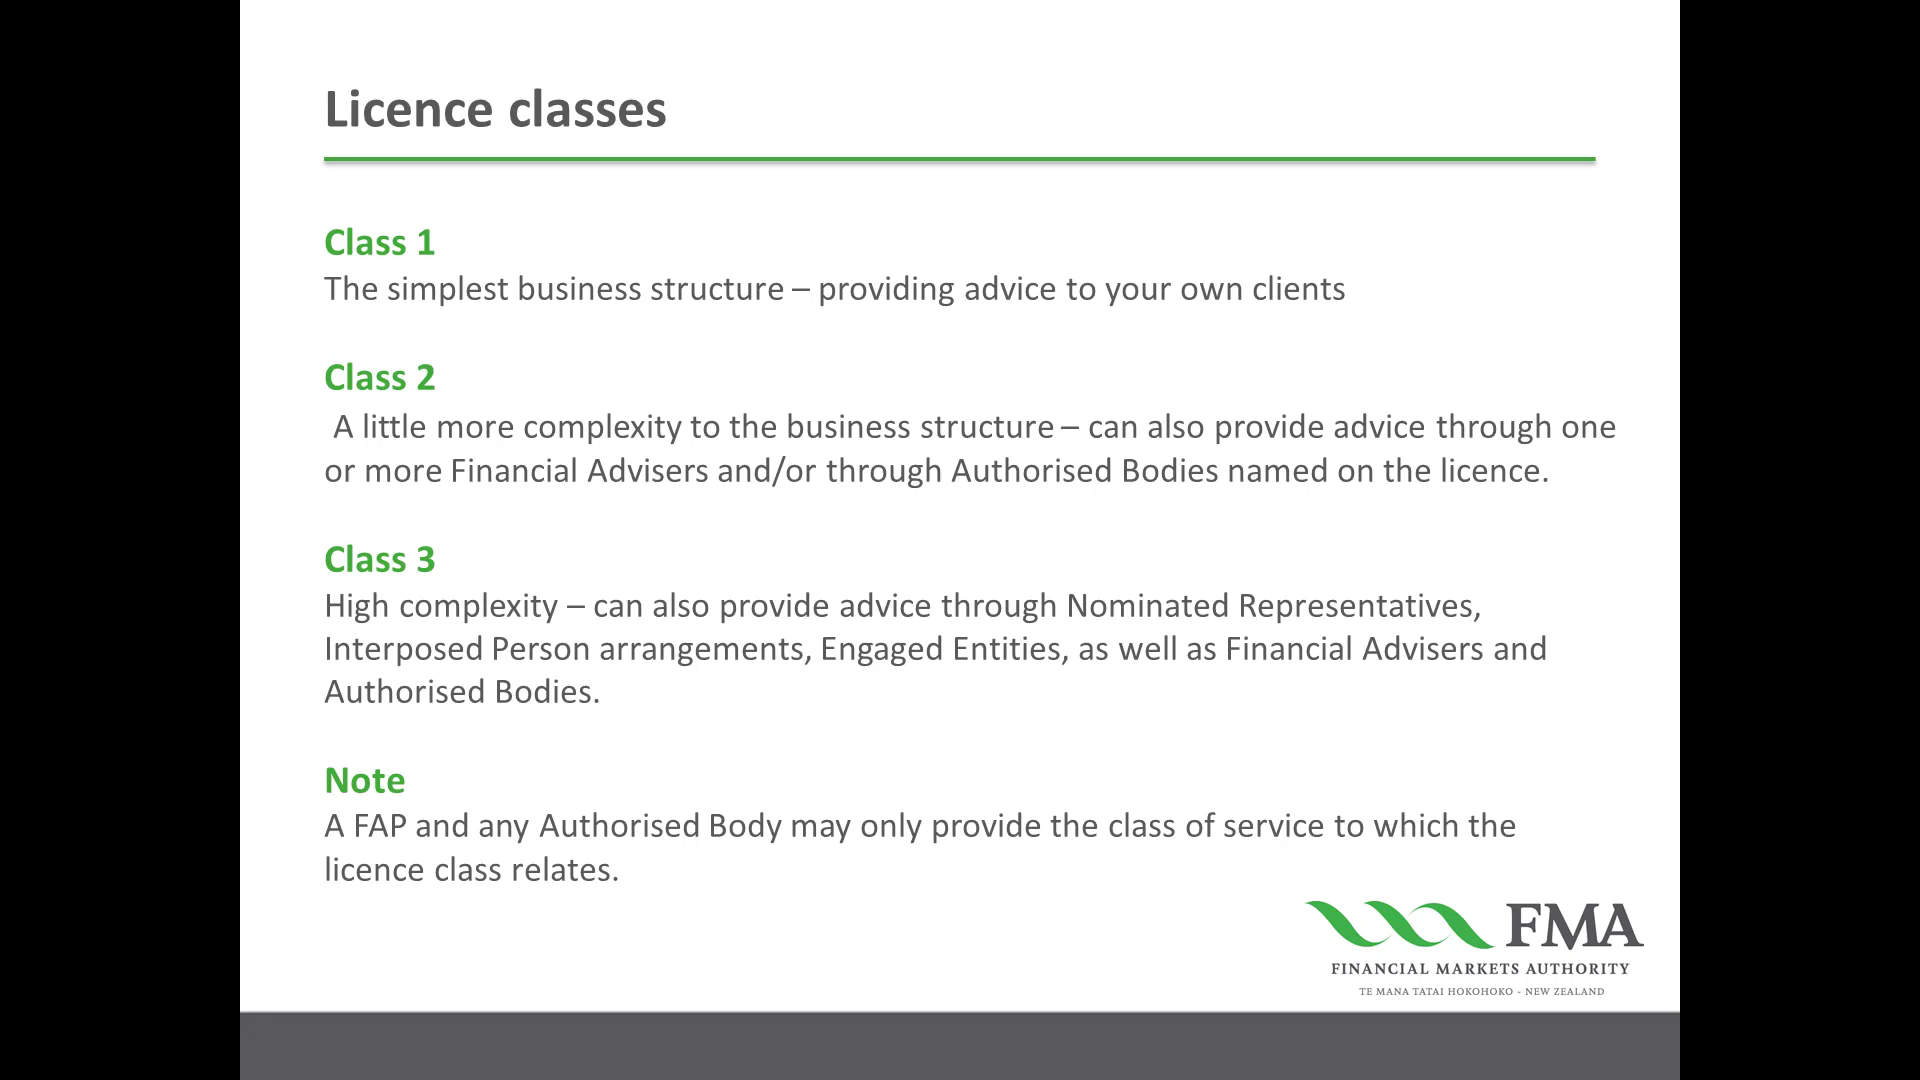 Licence classes
Class 1
The simplest business structure – providing advice to your own clients
Class 2
A little more complexity to the business structure – can also provide advice through one
or more Financial Advisers and/or through Authorised Bodies named on the licence.
Class 3
High complexity – can also provide advice through Nominated Representatives,
Interposed Person arrangements, Engaged Entities, as well as Financial Advisers and
Authorised Bodies.
Note
A FAP and any Authorised Body may only provide the class of service to which the
licence class relates.
FMA
FINANCIAL MARKETS AUTHORITY
TE MANA TATAI HOKOHOKO - NEW ZEALAND